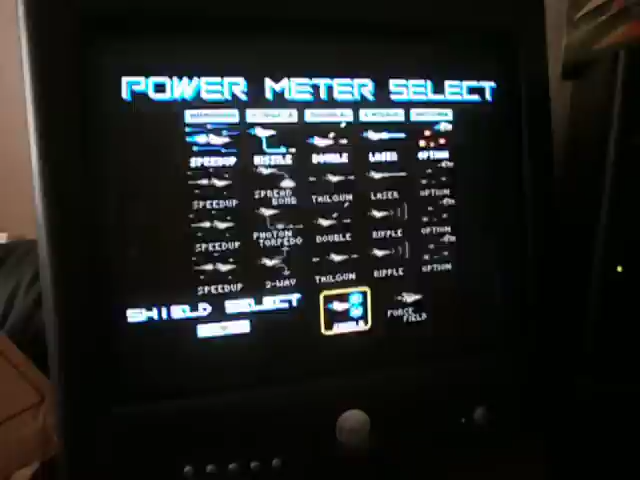 POWER METER SELECT
SPEEDUP MISSILE DOUBLE LASER OPTION
SPEEDUP SPREAD BOMB TAILGUN LASER OPTION
SPEEDUP PHOTON TORPEDO DOUBLE RIPPLE OPTION
SPEEDUP 2-WAY TAILGUN RIPPLE OPTION
SHIELD SELECT
FORCE FIELD